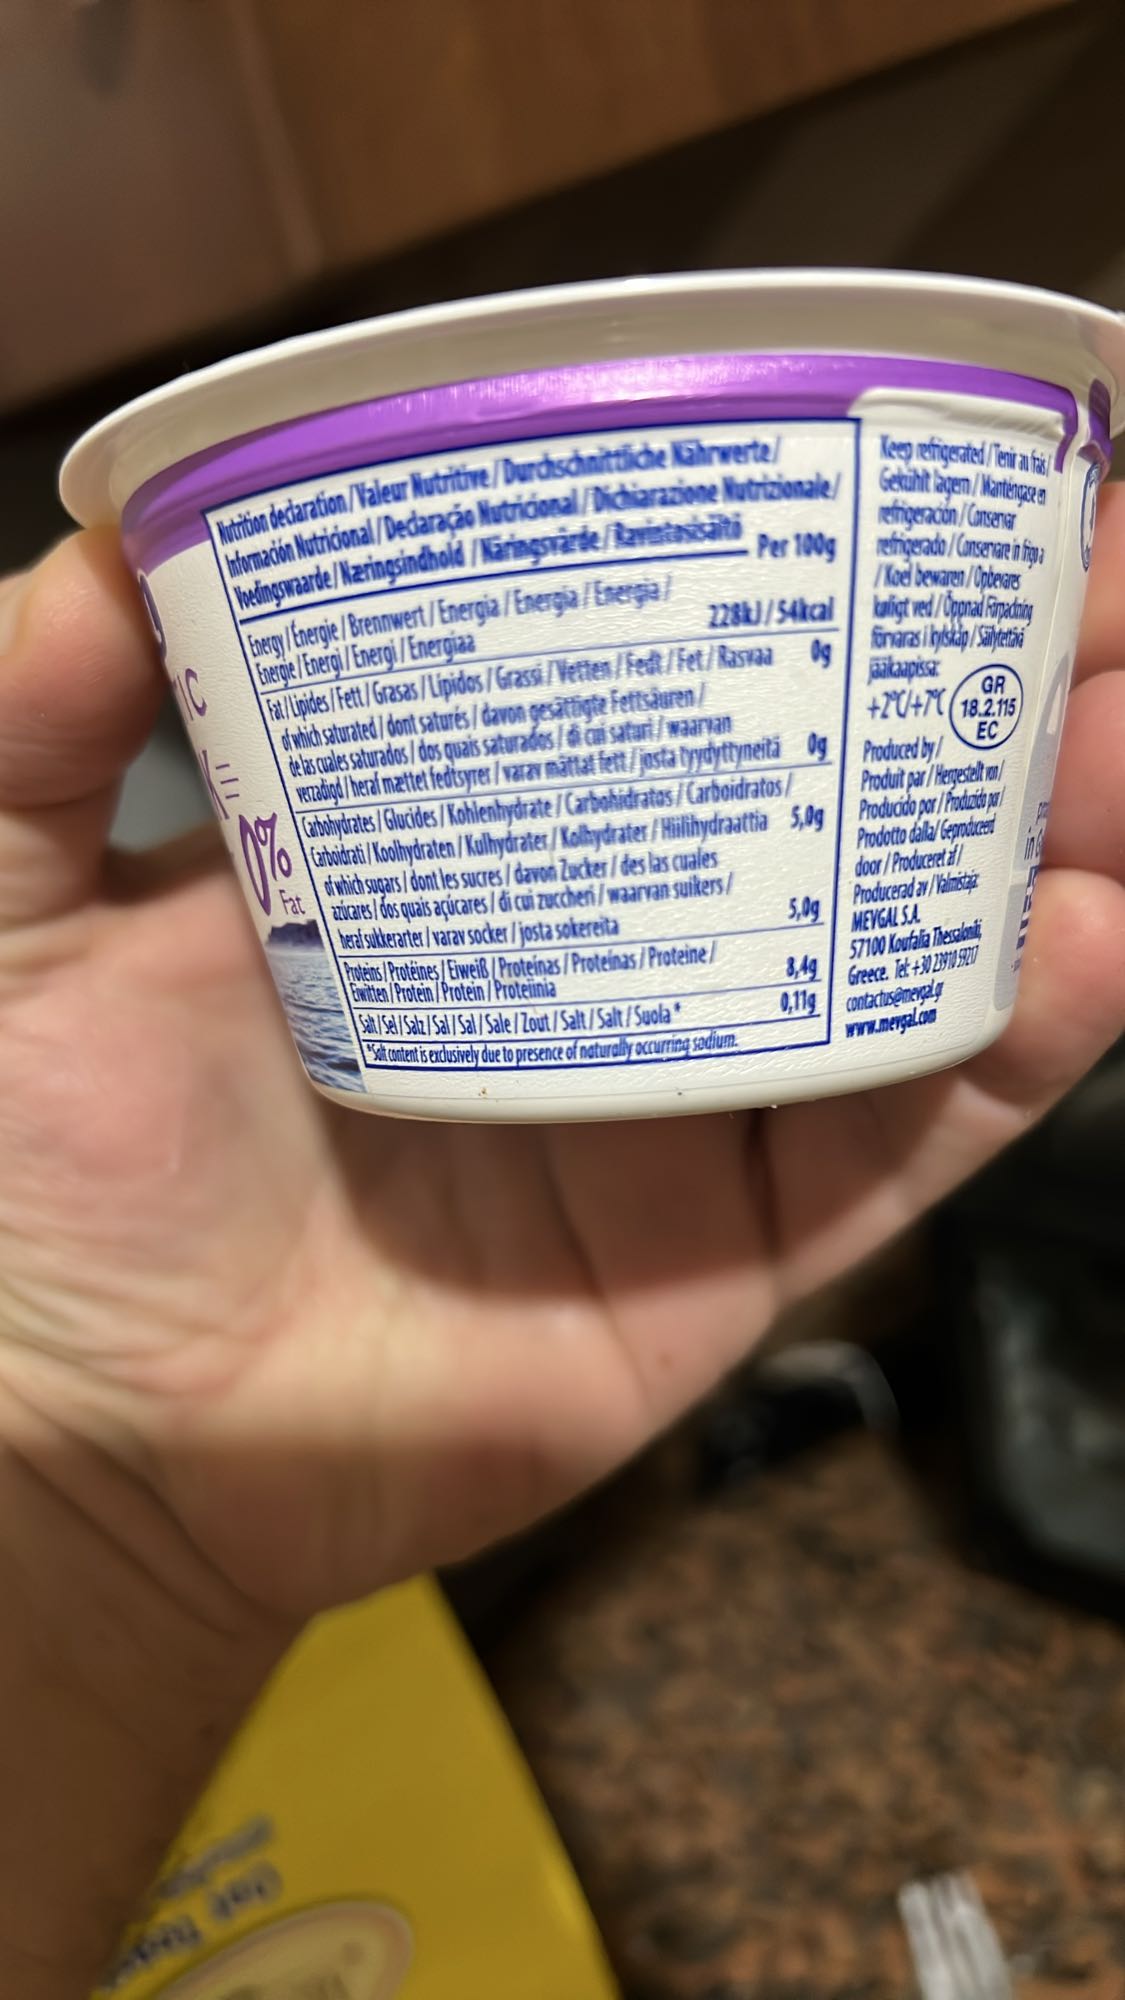 Nutrition declaration / Valeur Nutritive / Durchschnittliche Nährwerte /
Información Nutricional / Declaração Nutricional / Dichiarazione Nutrizionale /
Voedingswaarde / Næringsindhold / Näringsvärde / Ravintosisältö
Per 100g
Energy / Énergie / Brennwert / Energía / Energia / Energia /
Energie / Energi / Energi / Energiaa
228kJ / 54kcal
Fat / Lipides / Fett / Grasas / Lípidos / Grassi / Vetten / Fedt / Fet / Rasvaa 0g
of which saturated / dont saturés / davon gesättigte Fettsäuren /
de las cuales saturados / dos quais saturados / di cui saturi / waarvan
verzadigd / heraf mættet fedtsyrer / varav mättat fett / josta tyydyttyneitä 0g
Carbohydrates / Glucides / Kohlenhydrate / Carbohidratos / Carboidratos /
Carboidrati / Koolhydraten / Kulhydrater / Kolhydrater / Hiilihydraattia 5,0g
of which sugars / dont les sucres / davon Zucker / des las cuales
azúcares / dos quais açúcares / di cui zuccheri / waarvan suikers /
heraf sukkerarter / varav socker / josta sokereita 5,0g
Proteins / Protéines / Eiweiß / Proteínas / Proteínas / Proteine /
Eiwitten / Protein / Protein / Proteiinia 8,4g
Salt / Sel / Salz / Sal / Sal / Sale / Zout / Salt / Salt / Suola* 0,11g
*Salt content is exclusively due to presence of naturally occurring sodium.
Keep refrigerated / Tenir au frais /
Gekühlt lagern / Manténgase en
refrigeración / Conservar
refrigerado / Conservare in frigo a
/ Koel bewaren / Opbevares
køligt ved / Öppnad Förpackning
förvaras i kylskåp / Säilytettävä
jääkaapissa:
+2°C/+7°C
GR
18.2.115
EC
Produced by /
Produit par / Hergestellt von /
Producido por / Produzido por /
Prodotto dalla / Geproduceerd
door / Produceret af /
Producerad av / Valmistaja:
MEVGAL S.A.
57100 Koufalia Thessaloniki,
Greece. Tel: +30 23910 59217
contactus@mevgal.gr
www.mevgal.com
0%
Fat